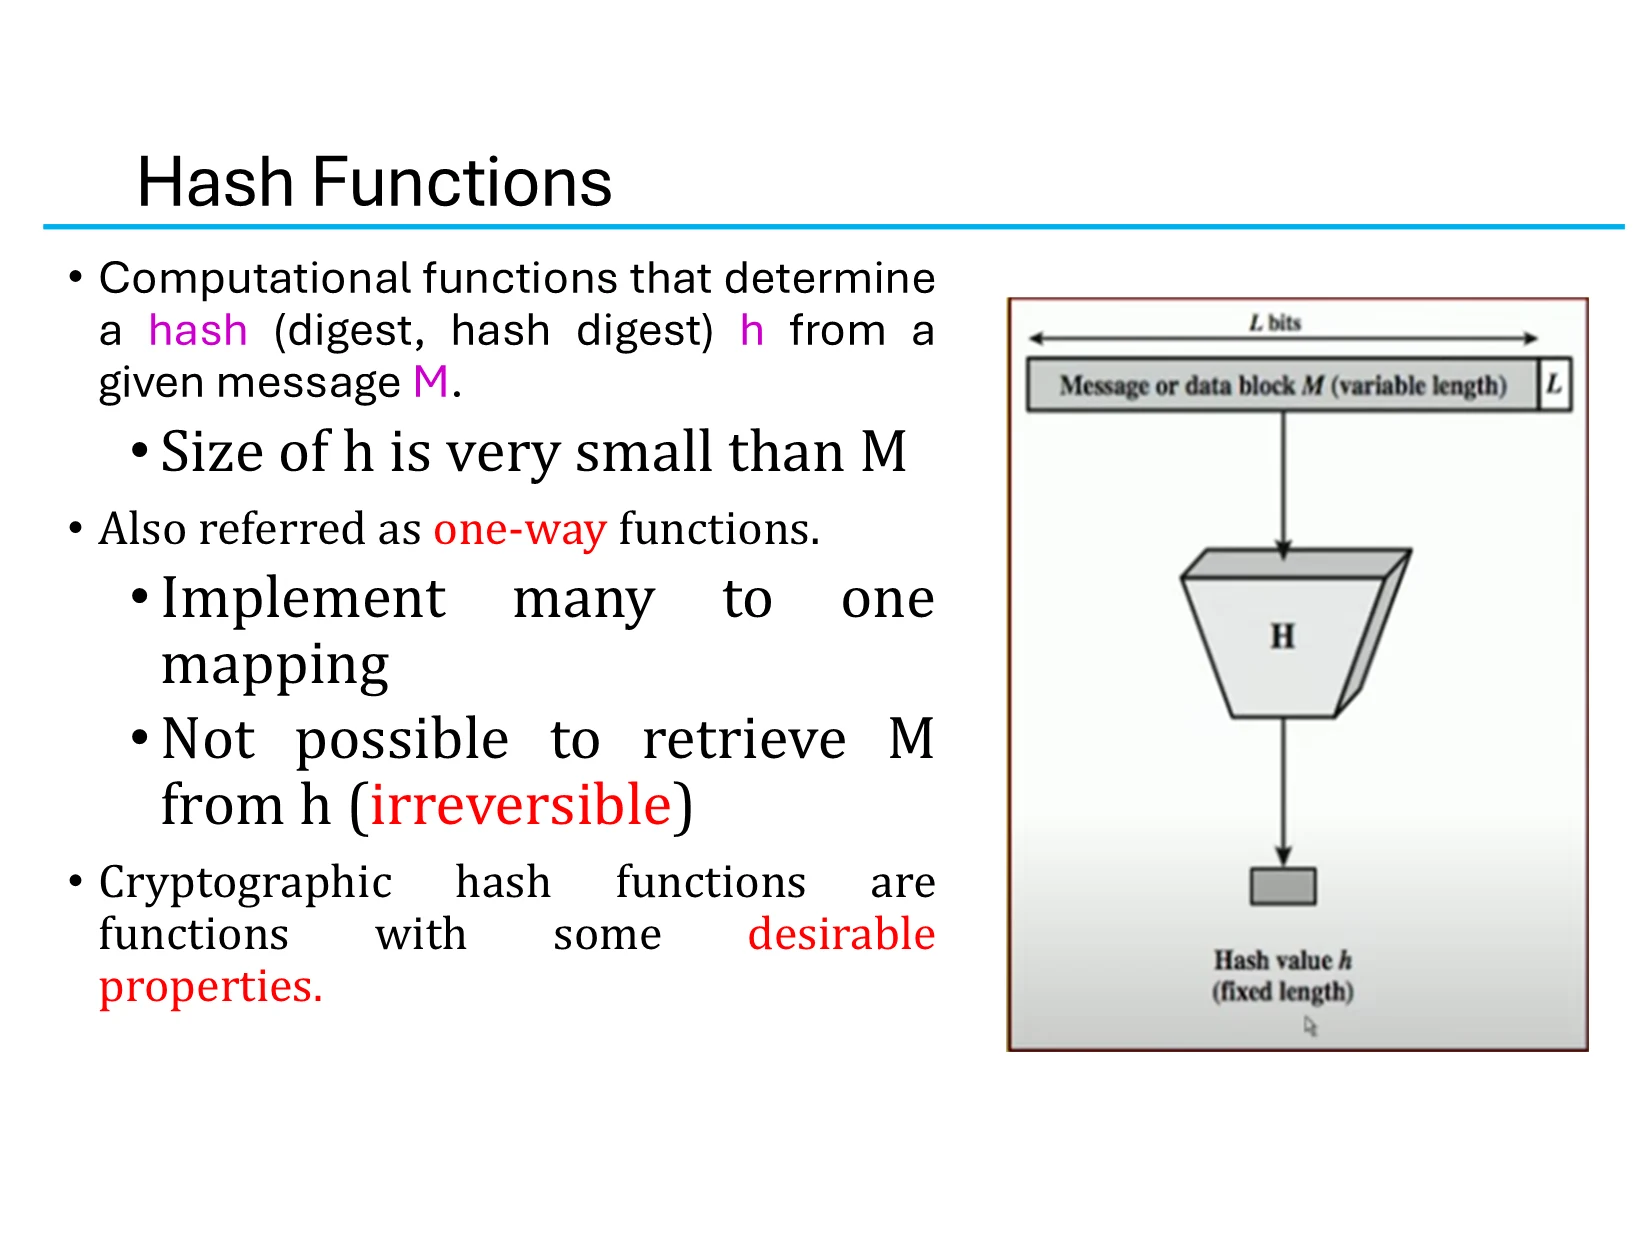 Hash Functions
• Computational functions that determine
a hash (digest, hash digest) h from a
given message M.
• Size of h is very small than M
• Also referred as one-way functions.
• Implement many to one
mapping
• Not possible to retrieve M
from h (irreversible)
• Cryptographic hash functions are
functions with some desirable
properties.
L bits
Message or data block M (variable length) L
H
Hash value h
(fixed length)